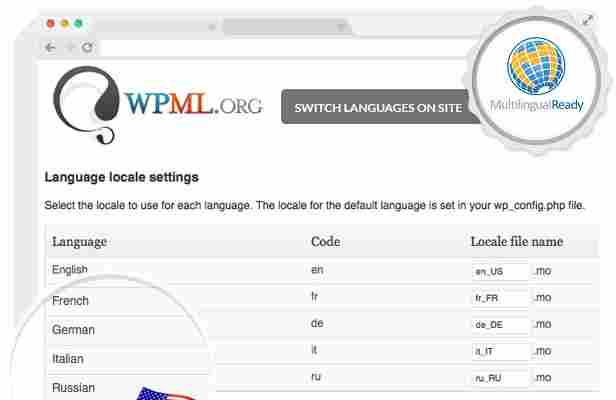 WPML.ORG
SWITCH LANGUAGES ON SITE
MultilingualReady
Language locale settings
Select the locale to use for each language. The locale for the default language is set in your wp_config.php file.
Language Code Locale file name
English en en_US .mo
French fr fr_FR .mo
German de de_DE .mo
Italian it it_IT .mo
Russian ru ru_RU .mo